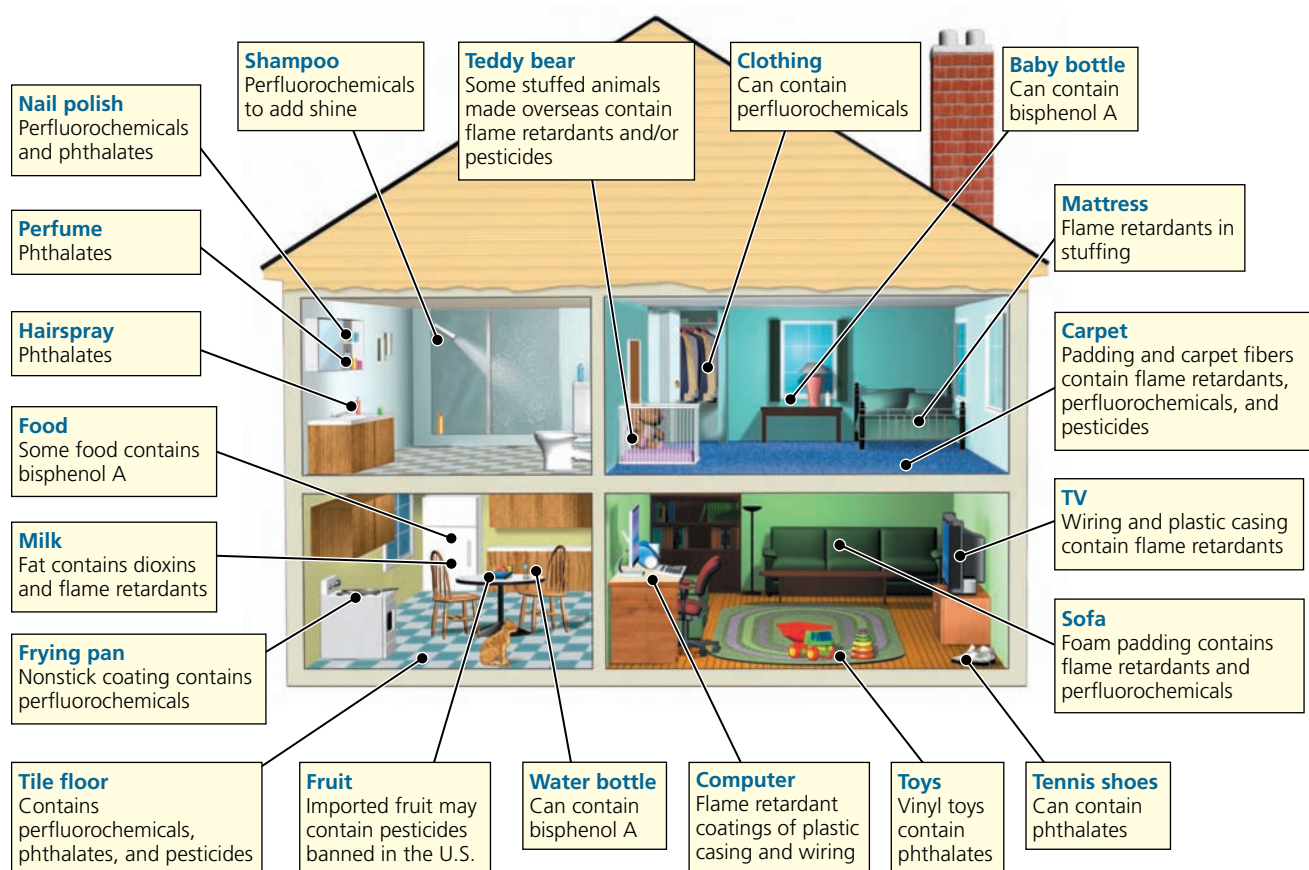 Shampoo
Perfluorochemicals
to add shine
Teddy bear
Some stuffed animals
made overseas contain
flame retardants and/or
pesticides
Clothing
Can contain
perfluorochemicals
Baby bottle
Can contain
bisphenol A
Nail polish
Perfluorochemicals
and phthalates
Perfume
Phthalates
Hairspray
Phthalates
Food
Some food contains
bisphenol A
Milk
Fat contains dioxins
and flame retardants
Frying pan
Nonstick coating contains
perfluorochemicals
Mattress
Flame retardants in
stuffing
Carpet
Padding and carpet fibers
contain flame retardants,
perfluorochemicals, and
pesticides
TV
Wiring and plastic casing
contain flame retardants
Sofa
Foam padding contains
flame retardants and
perfluorochemicals
Tile floor
Contains
perfluorochemicals,
phthalates, and pesticides
Fruit
Imported fruit may
contain pesticides
banned in the U.S.
Water bottle
Can contain
bisphenol A
Computer
Flame retardant
coatings of plastic
casing and wiring
Toys
Vinyl toys
contain
phthalates
Tennis shoes
Can contain
phthalates